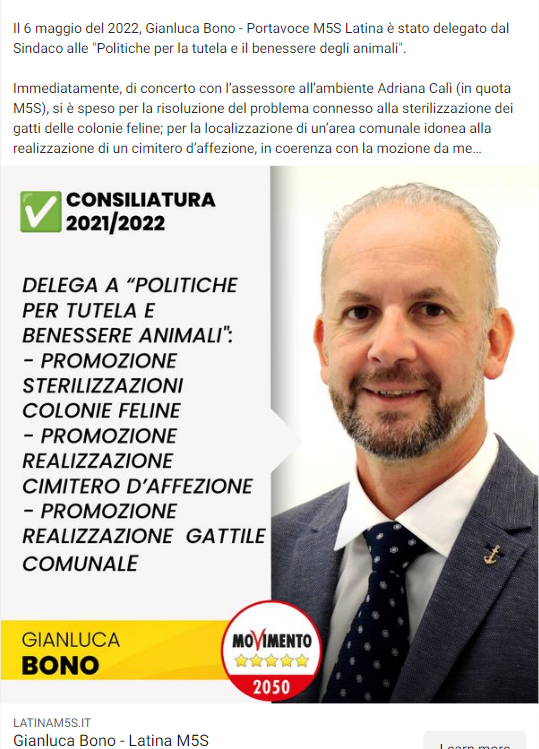 Il 6 maggio del 2022, Gianluca Bono - Portavoce M5S Latina è stato delegato dal
Sindaco alle "Politiche per la tutela e il benessere degli animali".
Immediatamente, di concerto con l'assessore all'ambiente Adriana Calì (in quota
M5S), si è speso per la risoluzione del problema connesso alla sterilizzazione dei
gatti delle colonie feline; per la localizzazione di un'area comunale idonea alla
realizzazione di un cimitero d'affezione, in coerenza con la mozione da me...
CONSILIATURA
2021/2022
DELEGA A “POLITICHE
PER TUTELA E
BENESSERE ANIMALI":
- PROMOZIONE
STERILIZZAZIONI
COLONIE FELINE
- PROMOZIONE
REALIZZAZIONE
CIMITERO D'AFFEZIONE
- PROMOZIONE
REALIZZAZIONE GATTILE
COMUNALE
GIANLUCA
BONO
MOVIMENTO
2050
LATINAM5S.IT
Gianluca Bono - Latina M5S
Learn more